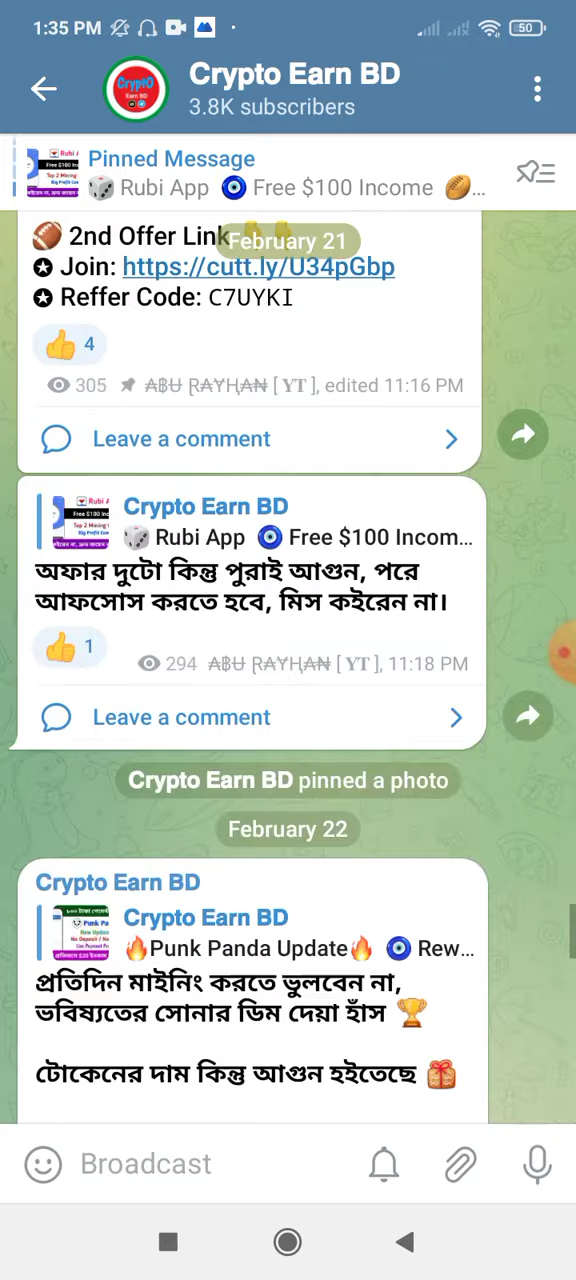 1:35 PM
50
Crypto Earn BD
3.8K subscribers
Pinned Message
🎲 Rubi App 🧿 Free $100 Income 🏉...
February 21
🏈 2nd Offer Link
✪ Join: https://cutt.ly/U34pGbp
✪ Reffer Code: C7UYKI
👍 4
305 ₳฿Ʉ ⱤȺɎⱧ₳₦ [ 𝐘𝐓 ], edited 11:16 PM
Leave a comment
Crypto Earn BD
🎲 Rubi App 🧿 Free $100 Incom...
অফার দুটো কিন্তু পুরাই আগুন, পরে
আফসোস করতে হবে, মিস কইরেন না।
👍 1
294 ₳฿Ʉ ⱤȺɎⱧ₳₦ [ 𝐘𝐓 ], 11:18 PM
Leave a comment
Crypto Earn BD pinned a photo
February 22
Crypto Earn BD
Crypto Earn BD
🔥Punk Panda Update🔥 🧿 Rew...
প্রতিদিন মাইনিং করতে ভুলবেন না,
ভবিষ্যতের সোনার ডিম দেয়া হাঁস 🏆
টোকেনের দাম কিন্তু আগুন হইতেছে 🎁
Broadcast